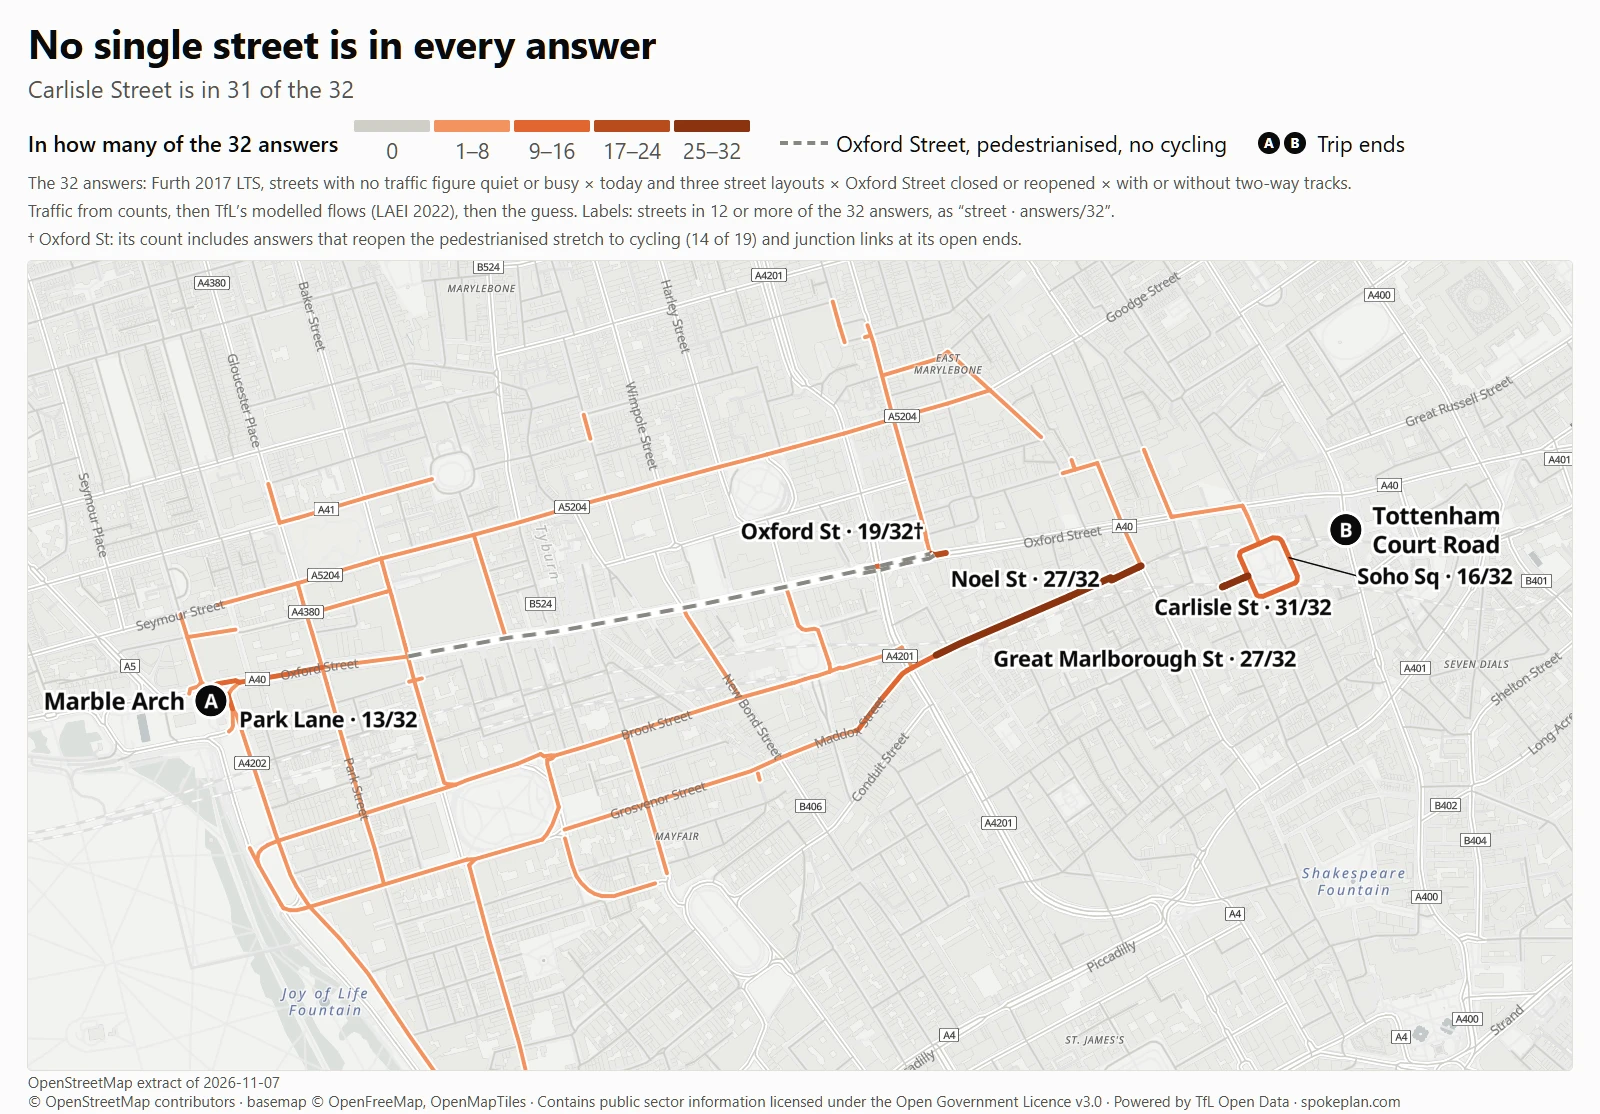 No single street is in every answer
Carlisle Street is in 31 of the 32
In how many of the 32 answers
0
1–8
9–16
17–24
25–32
Oxford Street, pedestrianised, no cycling
A B Trip ends
The 32 answers: Furth 2017 LTS, streets with no traffic figure quiet or busy × today and three street layouts × Oxford Street closed or reopened × with or without two-way tracks.
Traffic from counts, then TfL's modelled flows (LAEI 2022), then the guess. Labels: streets in 12 or more of the 32 answers, as “street · answers/32”.
† Oxford St: its count includes answers that reopen the pedestrianised stretch to cycling (14 of 19) and junction links at its open ends.
B524
A4201
A4380
MARYLEBONE
Baker Street
Harley Street
Goodge Street
A400
Gloucester Place
EAST
MARYLEBONE
Wimpole Street
Great Russell Street
A5204
A401
Seymour Place
A40
A41
A5204
B
Tottenham
Court Road
Oxford St · 19/32†
Oxford Street
A40
Tyburn
A5204
Noel St · 27/32
Soho Sq · 16/32
B401
A4380
B524
Carlisle St · 31/32
Seymour Street
A5
A40
Oxford Street
A4201
Great Marlborough St · 27/32
A401
SEVEN DIALS
Shelton Street
Marble Arch
A
Park Lane · 13/32
New Bond Street
Brook Street
Maddox Street
Long Acre
A4202
Park Street
Conduit Street
Grosvenor Street
B406
A4201
B402
MAYFAIR
B404
Shakespeare
Fountain
A400
A4
Piccadilly
Joy of Life
Fountain
A4
ST. JAMES'S
A4
A400
Strand
adilly
OpenStreetMap extract of 2026-11-07
© OpenStreetMap contributors · basemap © OpenFreeMap, OpenMapTiles · Contains public sector information licensed under the Open Government Licence v3.0 · Powered by TfL Open Data · spokeplan.com